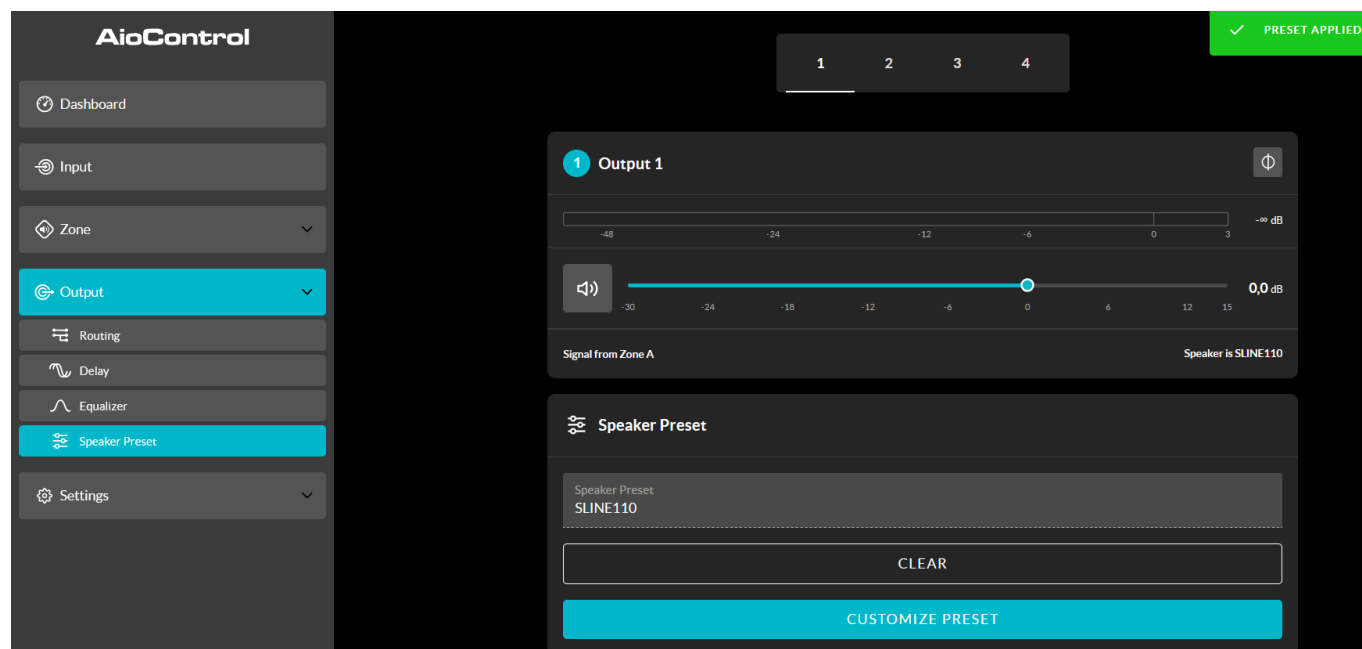 AioControl
Dashboard
Input
Zone
Output
Routing
Delay
Equalizer
Speaker Preset
Settings
PRESET APPLIED
1 2 3 4
1 Output 1
-∞ dB
-48 -24 -12 -6 0 3
0,0 dB
-30 -24 -18 -12 -6 0 6 12 15
Signal from Zone A Speaker is SLINE110
Speaker Preset
Speaker Preset
SLINE110
CLEAR
CUSTOMIZE PRESET